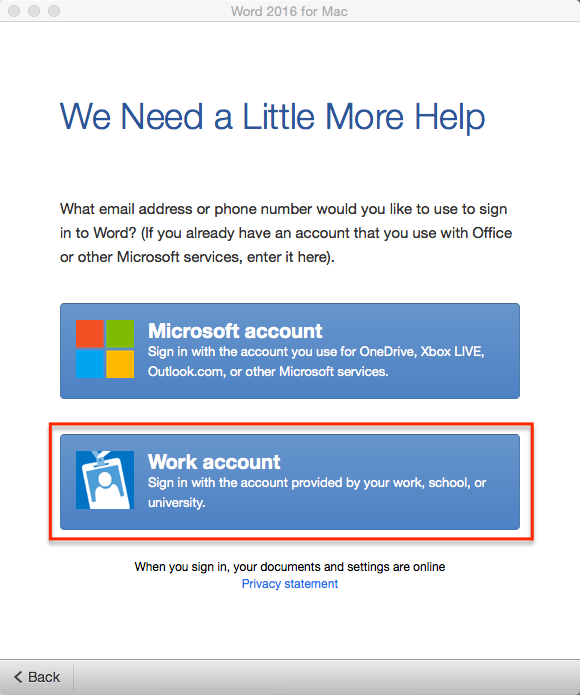 Word 2016 for Mac
We Need a Little More Help
What email address or phone number would you like to use to sign
in to Word? (If you already have an account that you use with Office
or other Microsoft services, enter it here).
Microsoft account
Sign in with the account you use for OneDrive, Xbox LIVE,
Outlook.com, or other Microsoft services.
Work account
Sign in with the account provided by your work, school, or
university.
When you sign in, your documents and settings are online
Privacy statement
Back